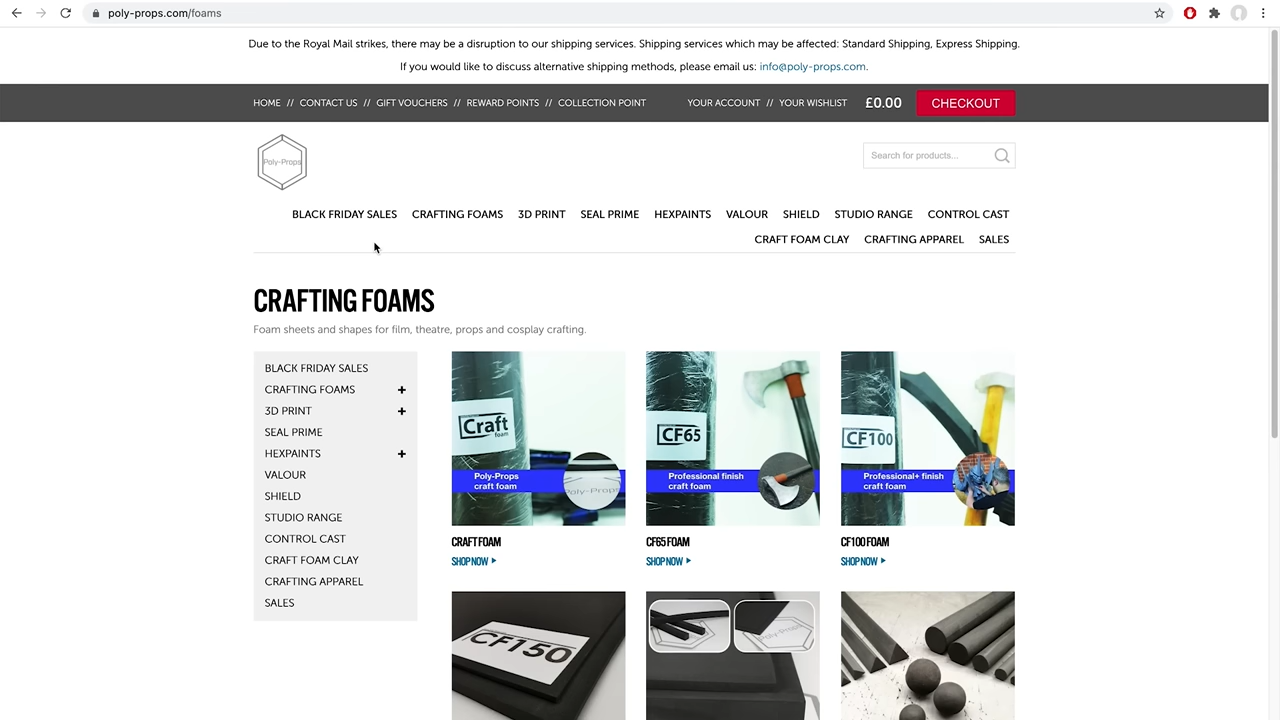 poly-props.com/foams
Due to the Royal Mail strikes, there may be a disruption to our shipping services. Shipping services which may be affected: Standard Shipping, Express Shipping.
If you would like to discuss alternative shipping methods, please email us: info@poly-props.com.
HOME // CONTACT US // GIFT VOUCHERS // REWARD POINTS // COLLECTION POINT YOUR ACCOUNT // YOUR WISHLIST £0.00 CHECKOUT
Poly-Props
Search for products...
BLACK FRIDAY SALES CRAFTING FOAMS 3D PRINT SEAL PRIME HEXPAINTS VALOUR SHIELD STUDIO RANGE CONTROL CAST
CRAFT FOAM CLAY CRAFTING APPAREL SALES
CRAFTING FOAMS
Foam sheets and shapes for film, theatre, props and cosplay crafting.
BLACK FRIDAY SALES
CRAFTING FOAMS +
3D PRINT +
SEAL PRIME
HEXPAINTS +
VALOUR
SHIELD
STUDIO RANGE
CONTROL CAST
CRAFT FOAM CLAY
CRAFTING APPAREL
SALES
Craft
foam
Poly-Props
craft foam
Poly-Props
CRAFT FOAM
SHOP NOW
CF65
Professional finish
craft foam
CF65 FOAM
SHOP NOW
CF100
Professional+ finish
craft foam
CF100 FOAM
SHOP NOW
CF150
Poly-Props